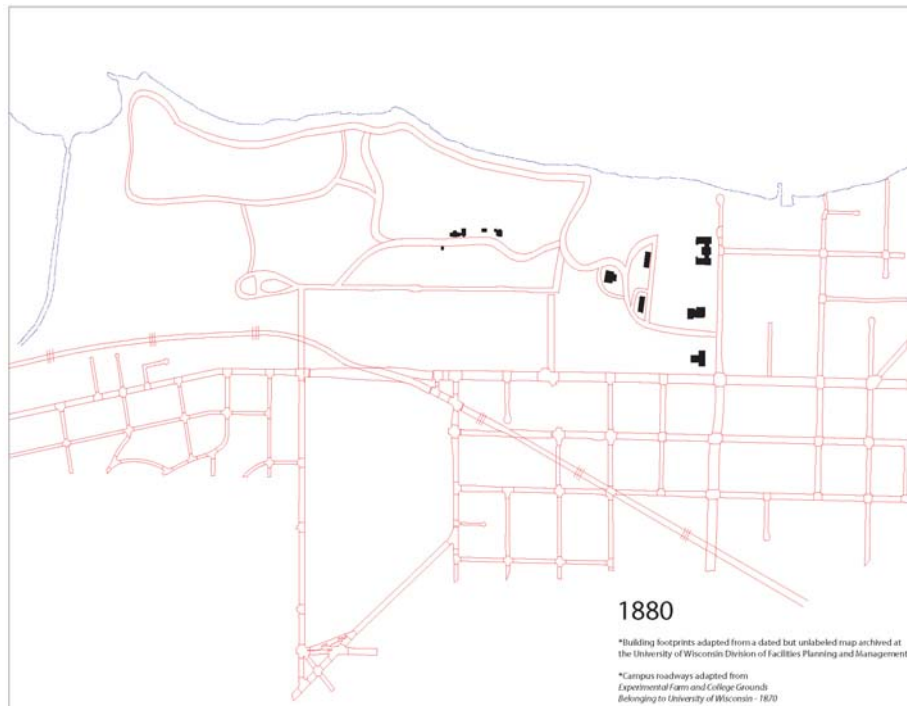 1880
*Building footprints adapted from a dated but unlabeled map archived at
the University of Wisconsin Division of Facilities Planning and Management
*Campus roadways adapted from
Experimental Farm and College Grounds
Belonging to University of Wisconsin - 1870